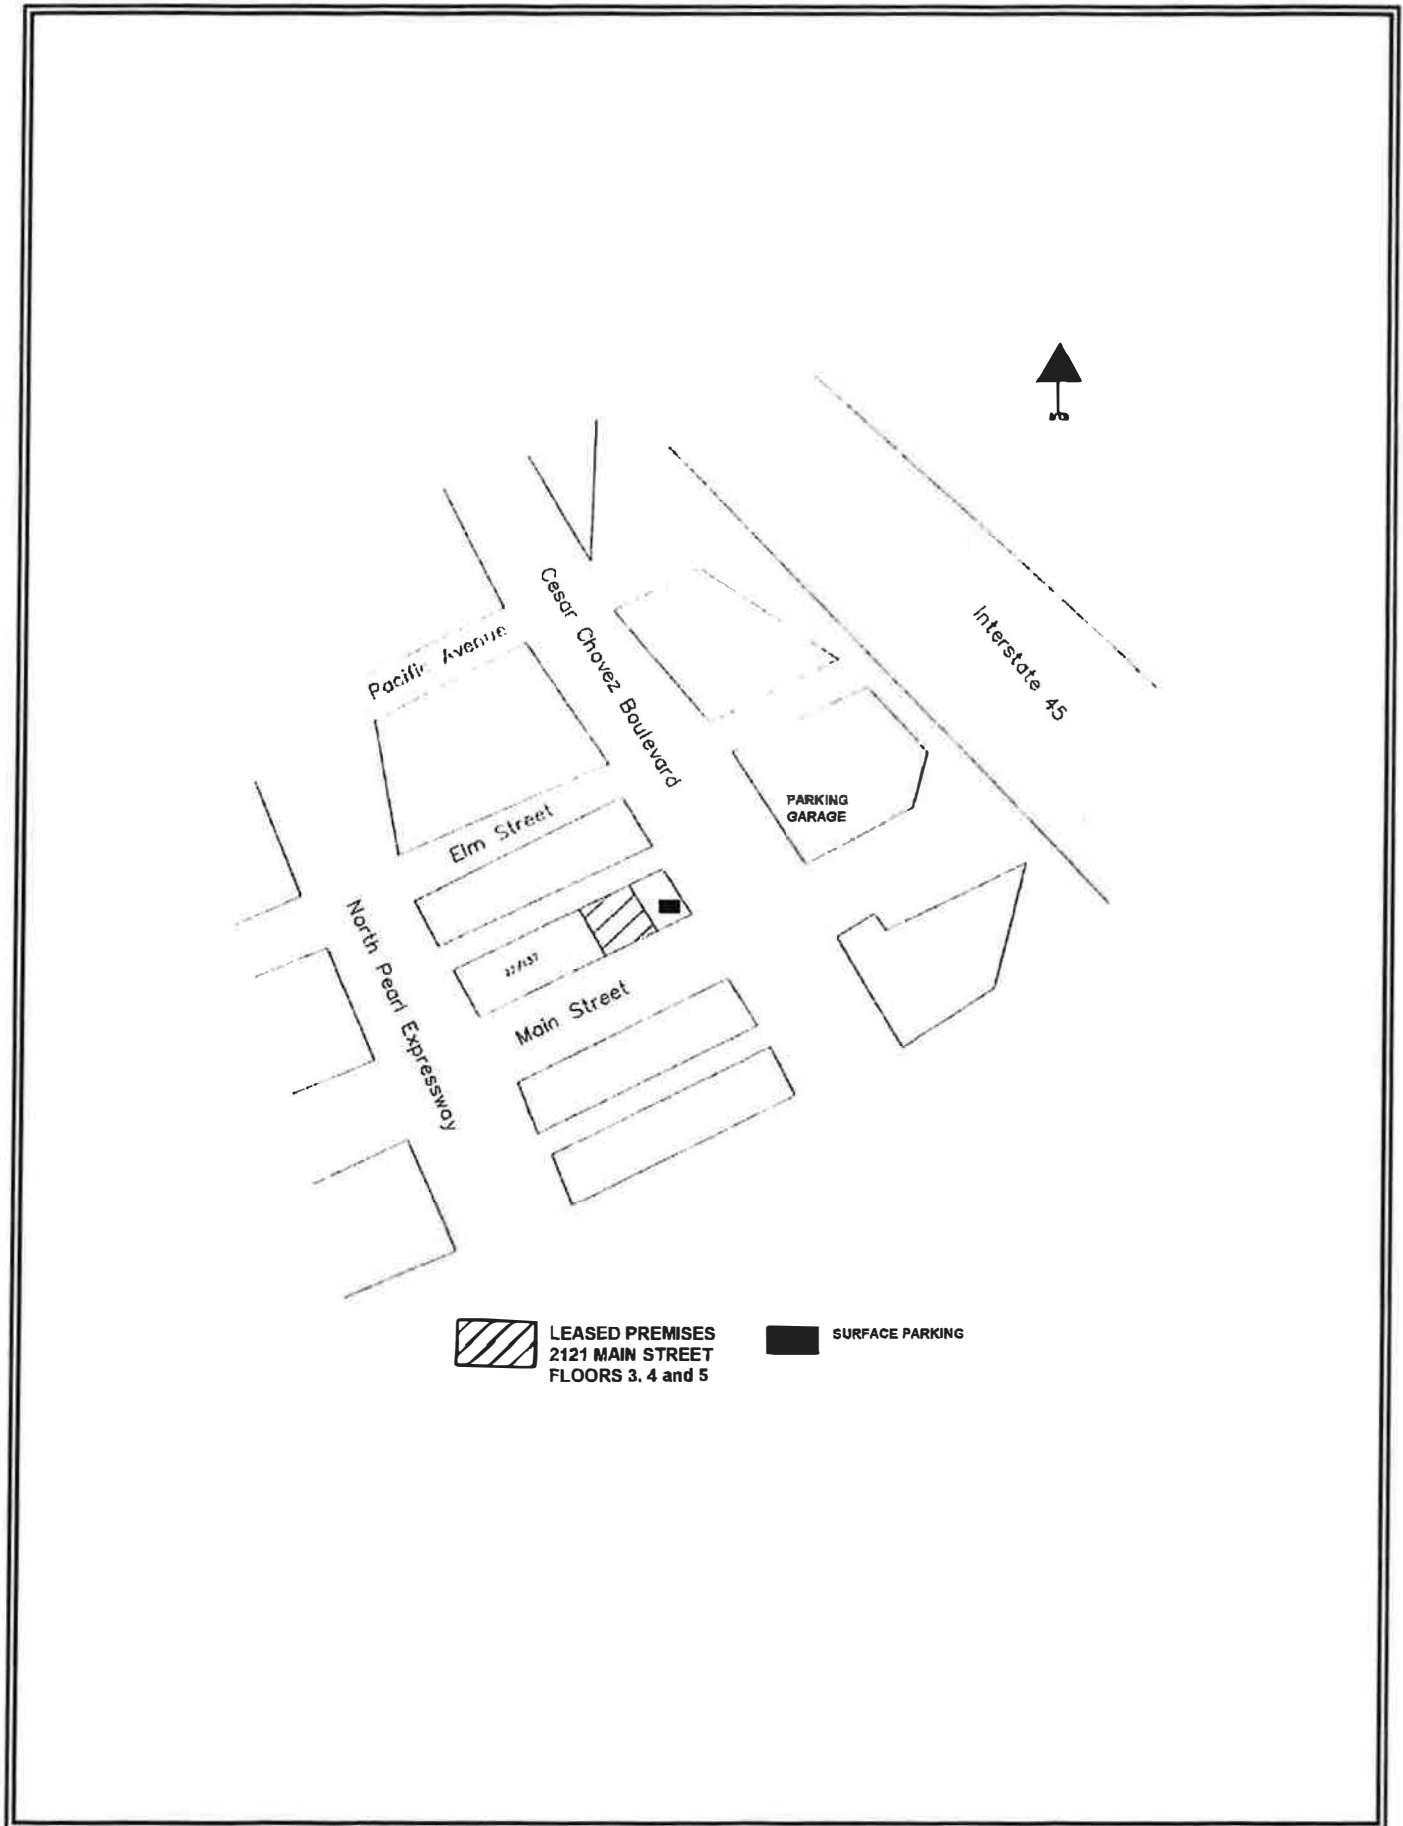 Cesar Chavez Boulevard
Interstate 45
Pacific Avenue
PARKING
GARAGE
Elm Street
North Pearl Expressway
Main Street
LEASED PREMISES
2121 MAIN STREET
FLOORS 3, 4 and 5
SURFACE PARKING